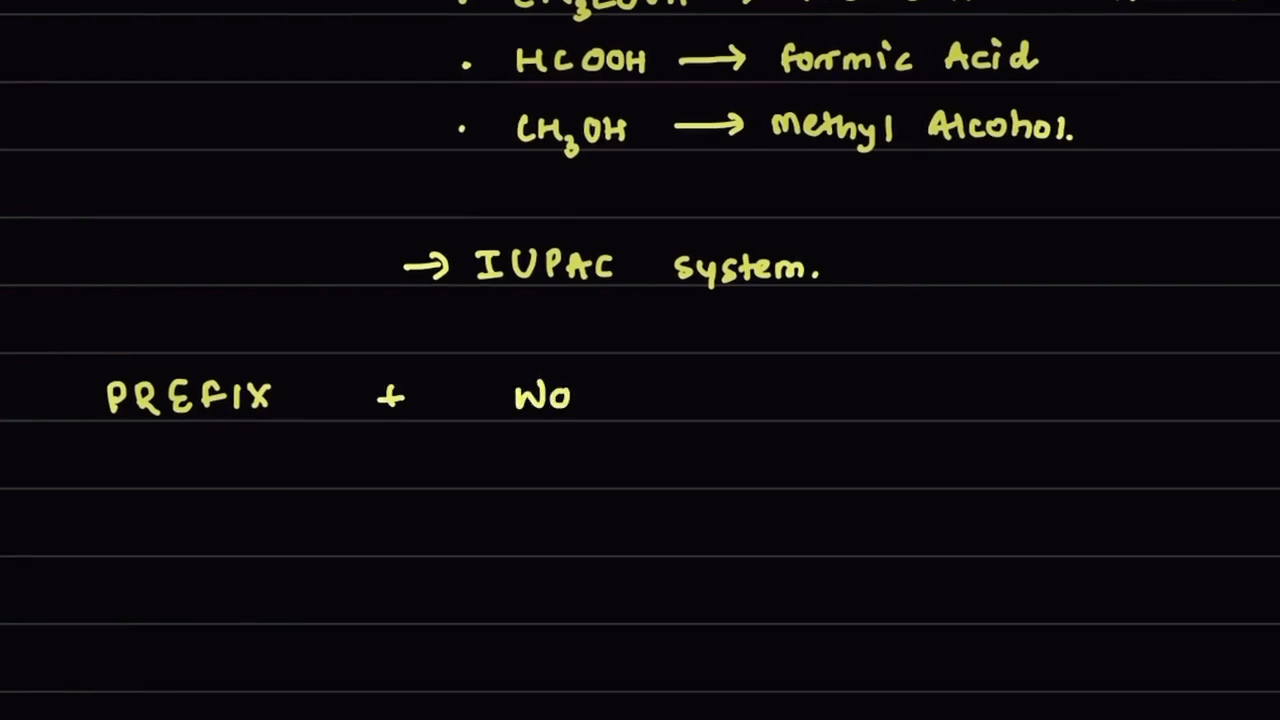 · HCOOH → formic Acid
· CH₃OH → Methyl Alcohol.
→ IUPAC system.
PREFIX + Wo